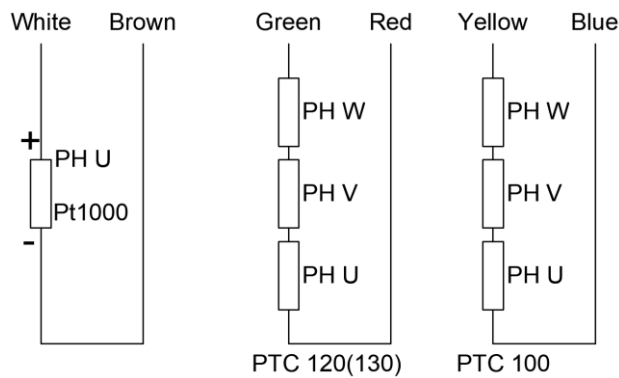 White Brown Green Red Yellow Blue
PH W PH W
+
PH U PH V PH V
Pt1000
-
PH U PH U
PTC 120(130) PTC 100